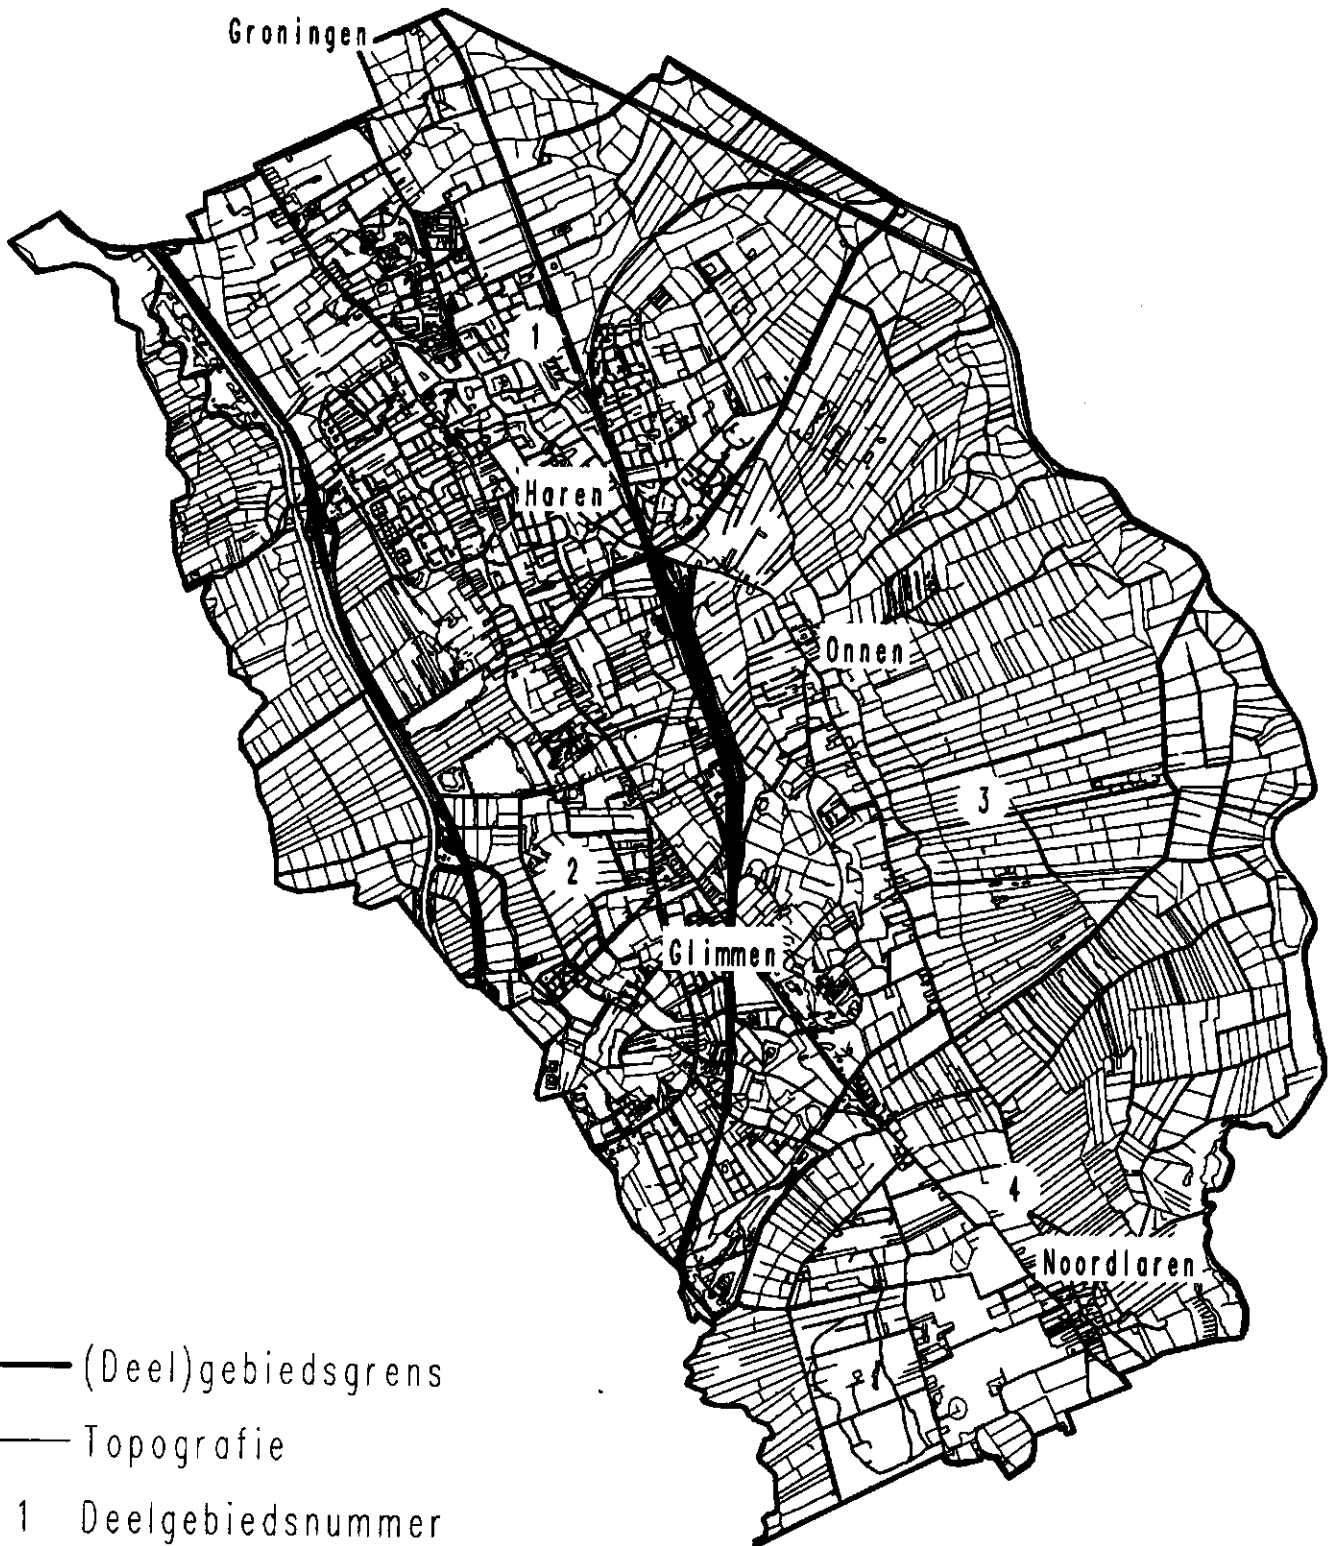 Groningen
1
Haren
Onnen
3
2
Glimmen
4
Noordlaren
(Deel)gebiedsgrens
Topografie
1 Deelgebiedsnummer